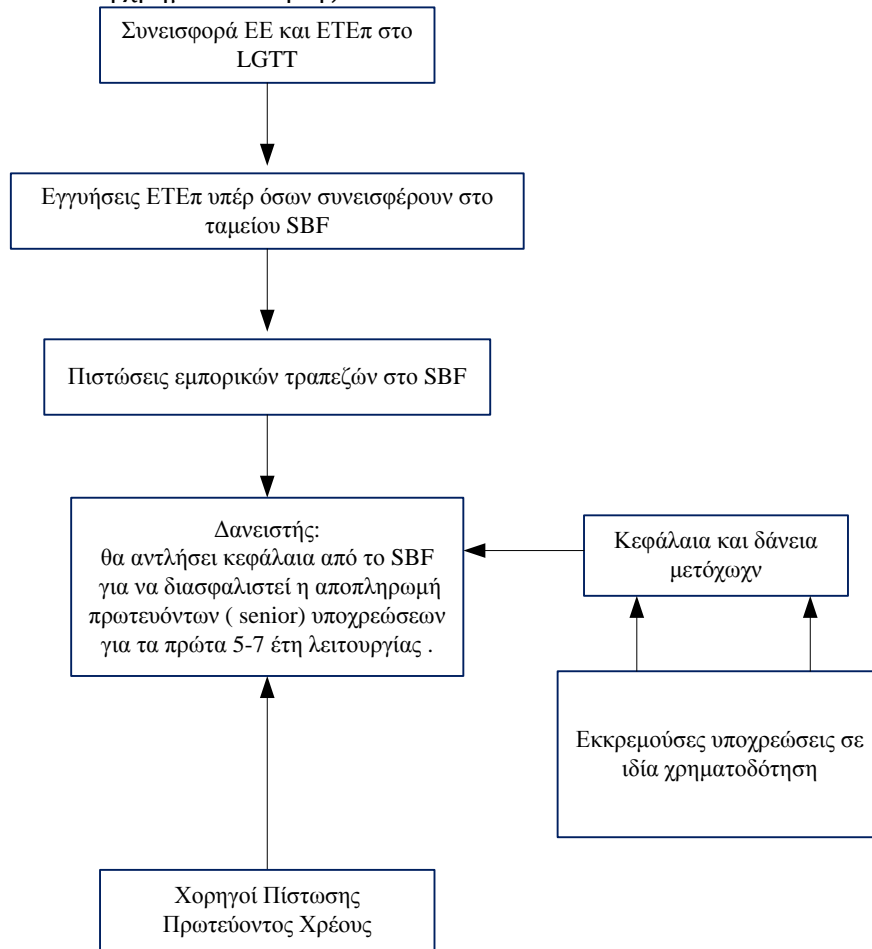 Συνεισφορά ΕΕ και ΕΤΕπ στο
LGTT
Εγγυήσεις ΕΤΕπ υπέρ όσων συνεισφέρουν στο
ταμείου SBF
Πιστώσεις εμπορικών τραπεζών στο SBF
Δανειστής:
θα αντλήσει κεφάλαια από το SBF
για να διασφαλιστεί η αποπληρωμή
πρωτευόντων ( senior) υποχρεώσεων
για τα πρώτα 5-7 έτη λειτουργίας .
Κεφάλαια και δάνεια
μετόχωχν
Εκκρεμούσες υποχρεώσεις σε
ιδία χρηματοδότηση
Χορηγοί Πίστωσης
Πρωτεύοντος Χρέους